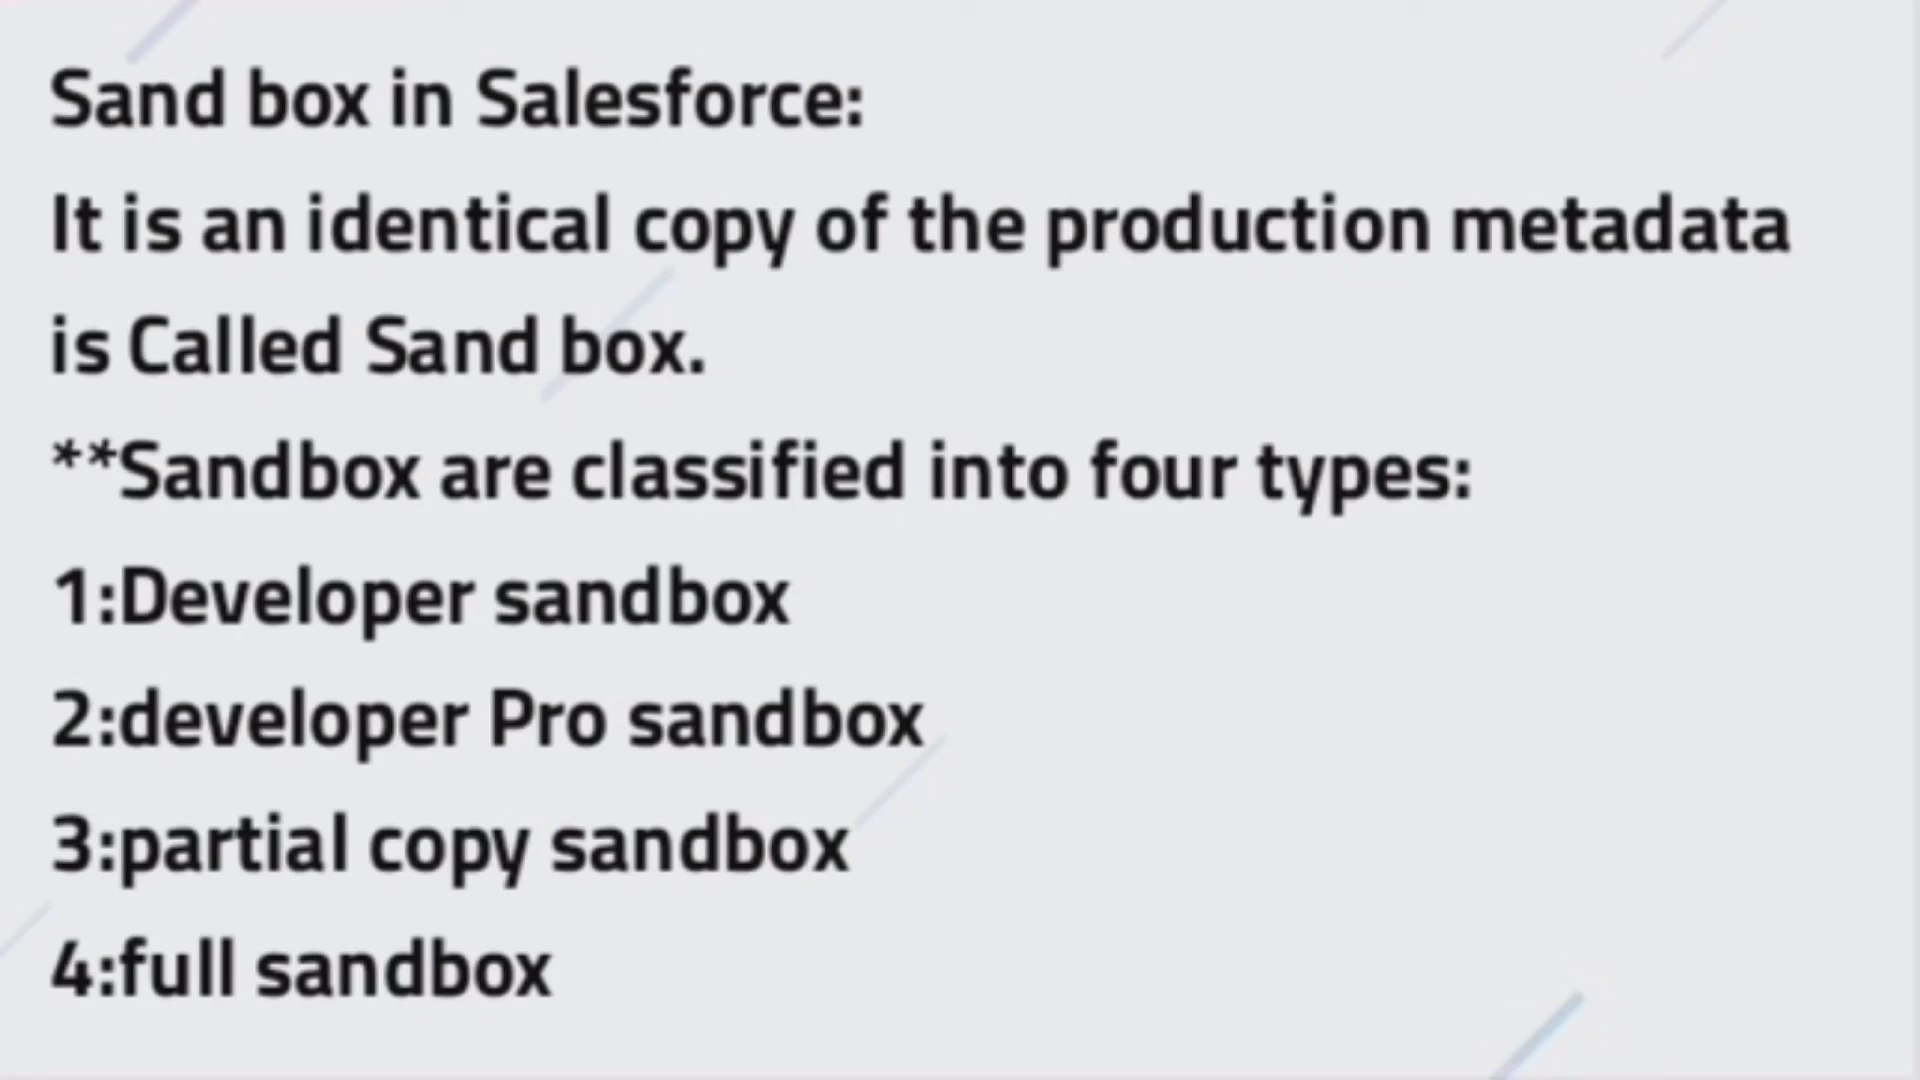 Sand box in Salesforce:
It is an identical copy of the production metadata
is Called Sand box.
**Sandbox are classified into four types:
1:Developer sandbox
2:developer Pro sandbox
3:partial copy sandbox
4:full sandbox